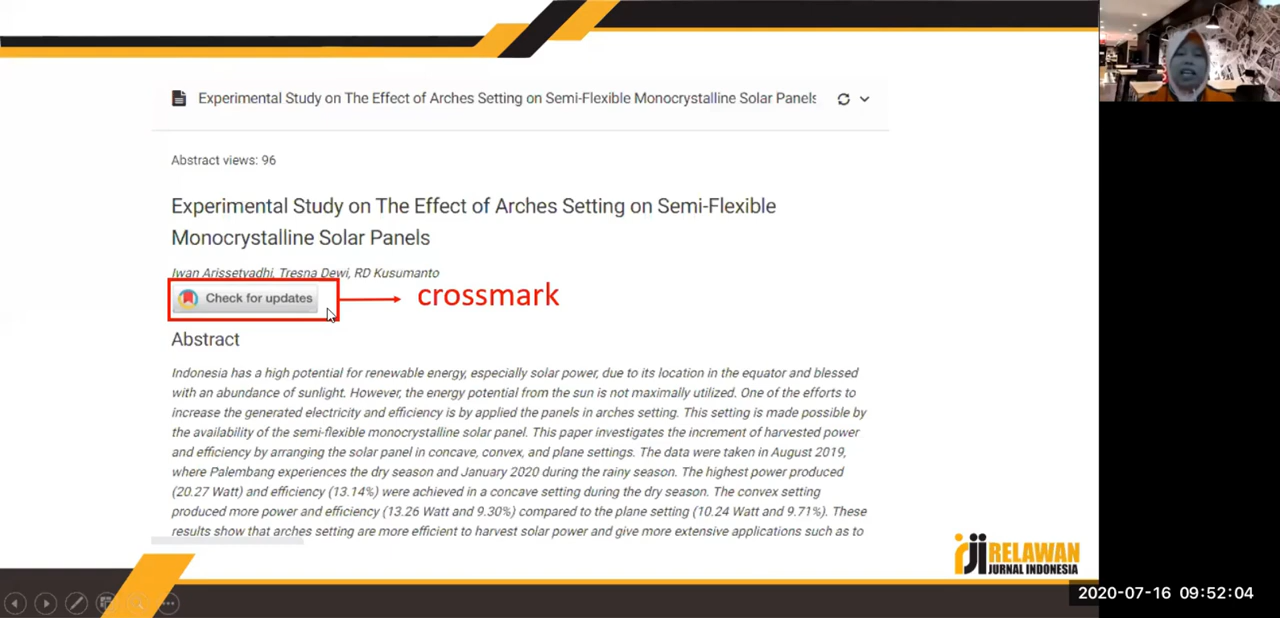 Experimental Study on The Effect of Arches Setting on Semi-Flexible Monocrystalline Solar Panels
Abstract views: 96
Experimental Study on The Effect of Arches Setting on Semi-Flexible
Monocrystalline Solar Panels
Iwan Arissetyadhi, Tresna Dewi, RD Kusumanto
Check for updates
crossmark
Abstract
Indonesia has a high potential for renewable energy, especially solar power, due to its location in the equator and blessed
with an abundance of sunlight. However, the energy potential from the sun is not maximally utilized. One of the efforts to
increase the generated electricity and efficiency is by applied the panels in arches setting. This setting is made possible by
the availability of the semi-flexible monocrystalline solar panel. This paper investigates the increment of harvested power
and efficiency by arranging the solar panel in concave, convex, and plane settings. The data were taken in August 2019,
where Palembang experiences the dry season and January 2020 during the rainy season. The highest power produced
(20.27 Watt) and efficiency (13.14%) were achieved in a concave setting during the dry season. The convex setting
produced more power and efficiency (13.26 Watt and 9.30%) compared to the plane setting (10.24 Watt and 9.71%). These
results show that arches setting are more efficient to harvest solar power and give more extensive applications such as to
RELAWAN
JURNAL INDONESIA
2020-07-16 09:52:04